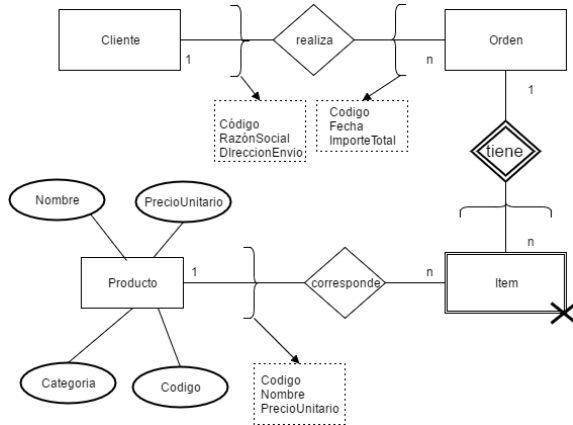 Cliente
realiza
Orden
1
n
1
Código
RazónSocial
DIreccionEnvio
Codigo
Fecha
ImporteTotal
tiene
Nombre
PrecioUnitario
n
Producto
1
corresponde
n
Item
Categoria
Codigo
Codigo
Nombre
PrecioUnitario